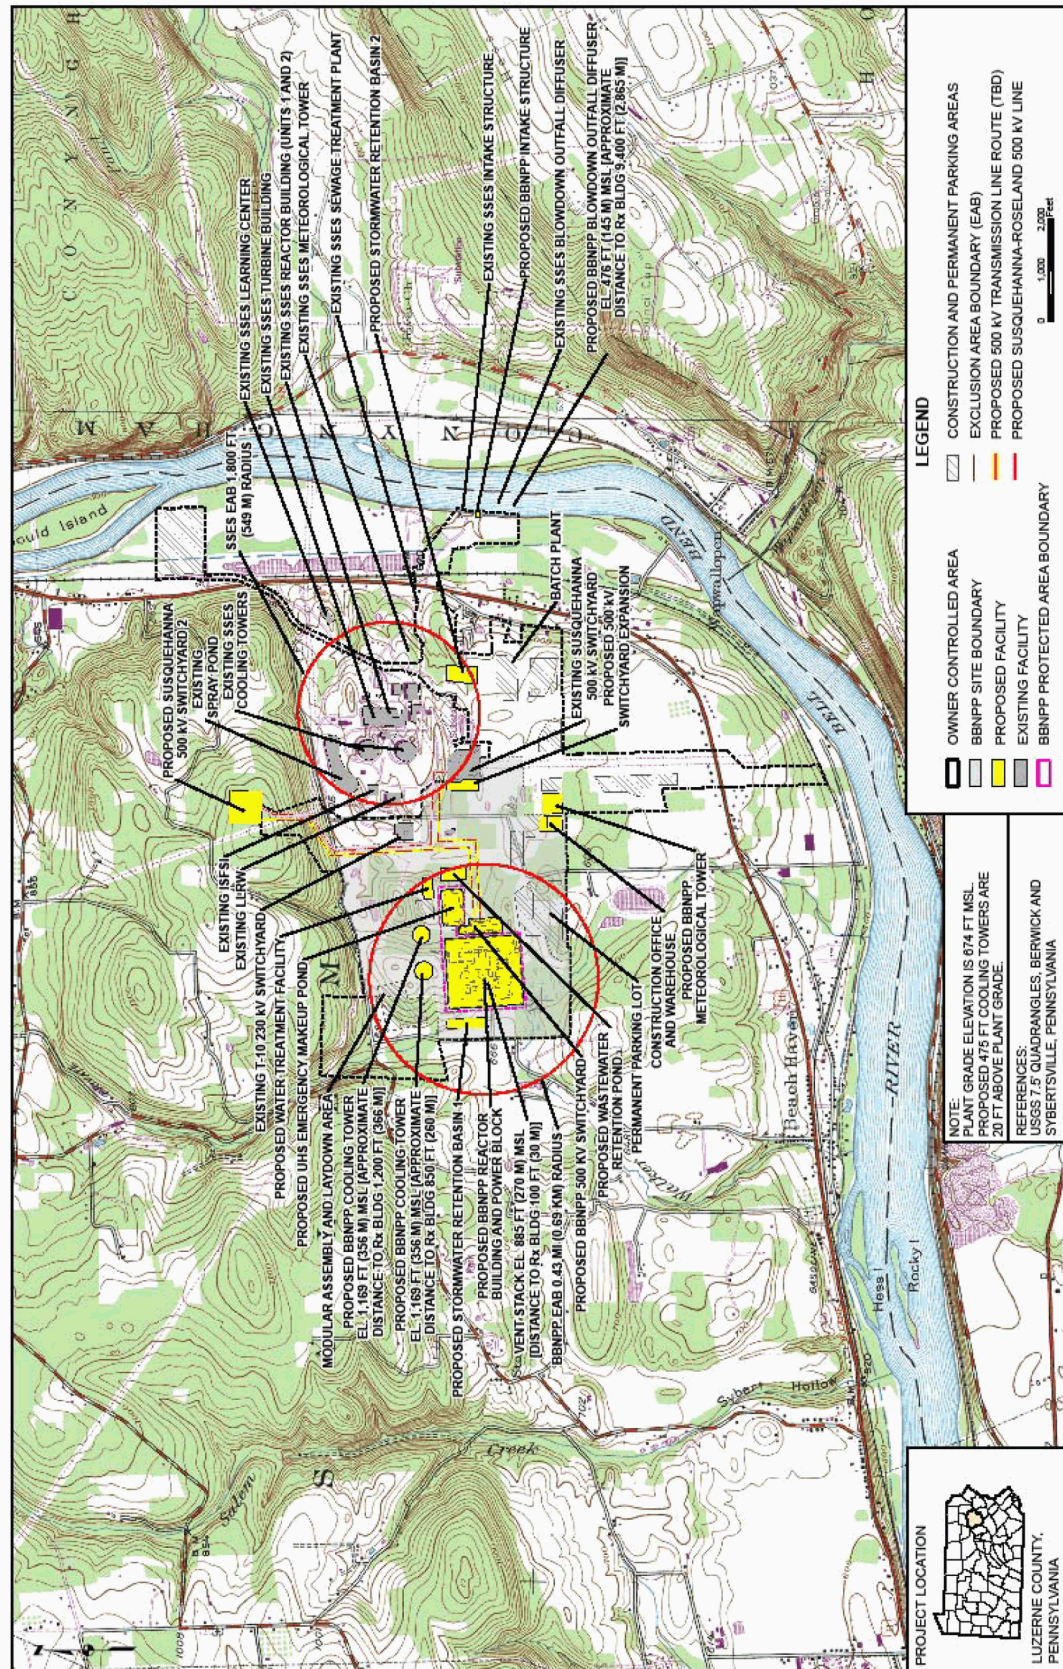 EXISTING SSES LEARNING CENTER
EXISTING SSES TURBINE BUILDING
EXISTING SSES REACTOR BUILDING (UNITS 1 AND 2)
EXISTING SSES METEOROLOGICAL TOWER
EXISTING SSES SEWAGE TREATMENT PLANT
PROPOSED STORMWATER RETENTION BASIN 2
EXISTING SSES INTAKE STRUCTURE
PROPOSED BBNPP INTAKE STRUCTURE
EXISTING SSES BLOWDOWN OUTFALL DIFFUSER
PROPOSED BBNPP BLOWDOWN OUTFALL DIFFUSER
EL. 476 FT (145 M) MSL [APPROXIMATE
DISTANCE TO Rx BLDG 9,400 FT (2,865 M)]
SSES EAB 1,800 FT
(549 M) RADIUS
PROPOSED SUSQUEHANNA
500 kV SWITCHYARD 2
EXISTING
SPRAY POND
EXISTING SSES
COOLING TOWERS
BATCH PLANT
EXISTING SUSQUEHANNA
500 kV SWITCHYARD
PROPOSED 500 kV
SWITCHYARD EXPANSION
EXISTING ISFSI
EXISTING LLRW
EXISTING T-10 230 kV SWITCHYARD
PROPOSED WATER TREATMENT FACILITY
PROPOSED UHS EMERGENCY MAKEUP POND
MODULAR ASSEMBLY AND LAYDOWN AREA
PROPOSED BBNPP COOLING TOWER
EL. 1,169 FT (356 M) MSL [APPROXIMATE
DISTANCE TO Rx BLDG 1,200 FT (366 M)]
PROPOSED BBNPP COOLING TOWER
EL. 1,169 FT (356 M) MSL [APPROXIMATE
DISTANCE TO Rx BLDG 850 FT (260 M)]
PROPOSED STORMWATER RETENTION BASIN 1
PROPOSED BBNPP REACTOR
BUILDING AND POWER BLOCK
VENT STACK EL. 885 FT (270 M) MSL
[DISTANCE TO Rx BLDG 100 FT (30 M)]
BBNPP EAB 0.43 MI (0.69 KM) RADIUS
PROPOSED BBNPP 500 KV SWITCHYARD
PROPOSED WASTEWATER
RETENTION POND
PERMANENT PARKING LOT
CONSTRUCTION OFFICE
AND WAREHOUSE
PROPOSED BBNPP
METEOROLOGICAL TOWER
Gould Island
BELL
BEND
RIVER
Wapwallopen
Beach Haven
Walker
Hess I
Rocky I
Sybert Hollow
Salem
Creek
S
M
C O N Y N G H
Substation
Council Cup
LEGEND
OWNER CONTROLLED AREA
BBNPP SITE BOUNDARY
PROPOSED FACILITY
EXISTING FACILITY
BBNPP PROTECTED AREA BOUNDARY
CONSTRUCTION AND PERMANENT PARKING AREAS
EXCLUSION AREA BOUNDARY (EAB)
PROPOSED 500 kV TRANSMISSION LINE ROUTE (TBD)
PROPOSED SUSQUEHANNA-ROSELAND 500 kV LINE
0 1,000 2,000
Feet
NOTE:
PLANT GRADE ELEVATION IS 674 FT MSL.
PROPOSED 475 FT COOLING TOWERS ARE
20 FT ABOVE PLANT GRADE.
REFERENCES:
USGS 7.5' QUADRANGLES, BERWICK AND
SYBERTSVILLE, PENNSYLVANIA
PROJECT LOCATION
LUZERNE COUNTY,
PENNSYLVANIA